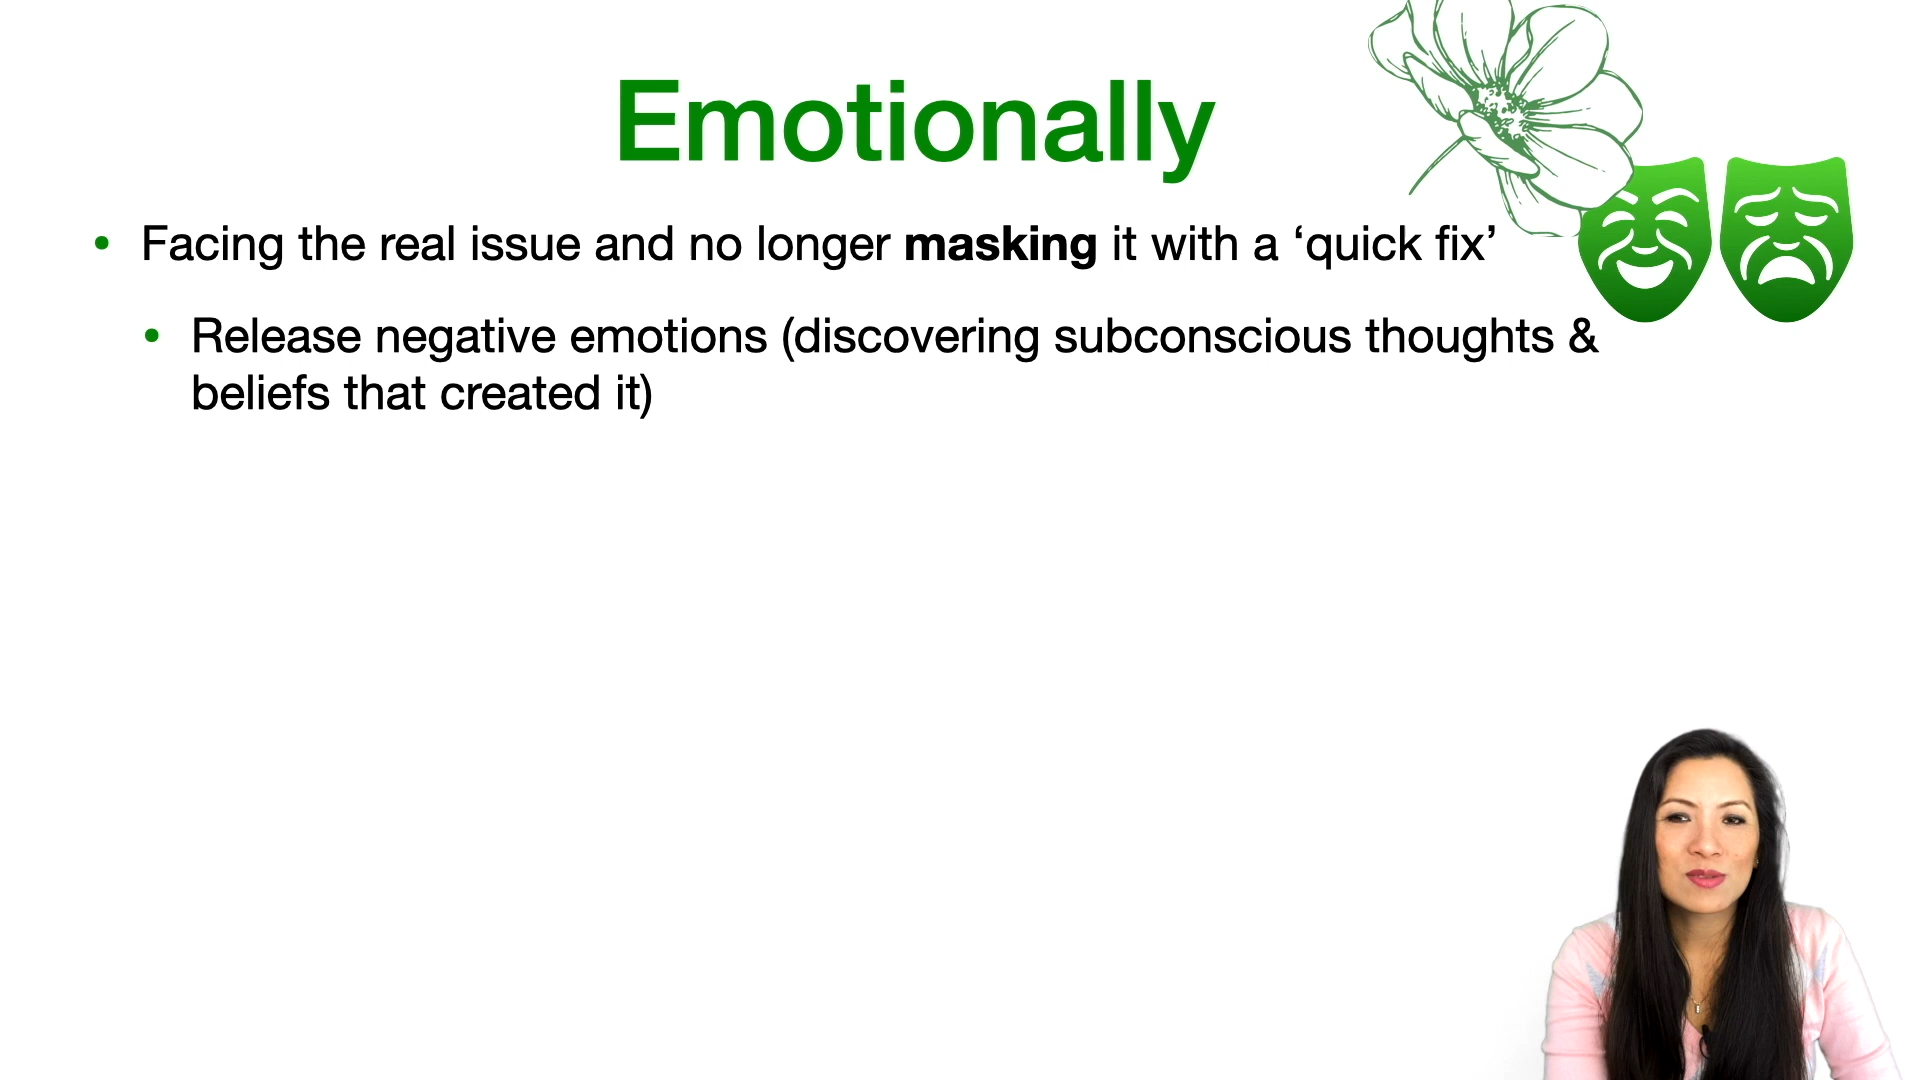 Emotionally
• Facing the real issue and no longer masking it with a ‘quick fix’
• Release negative emotions (discovering subconscious thoughts &
beliefs that created it)